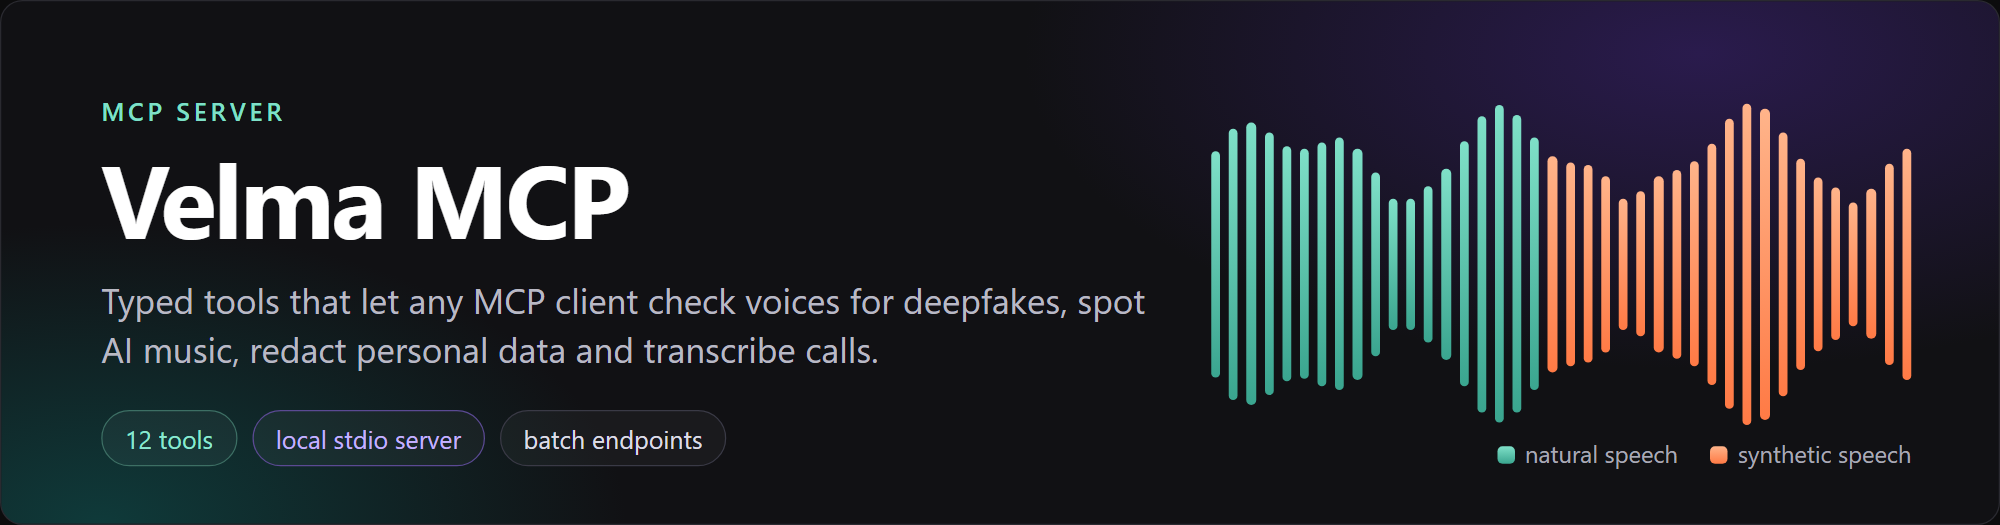 MCP SERVER
Velma MCP
Typed tools that let any MCP client check voices for deepfakes, spot
AI music, redact personal data and transcribe calls.
12 tools
local stdio server
batch endpoints
natural speech
synthetic speech